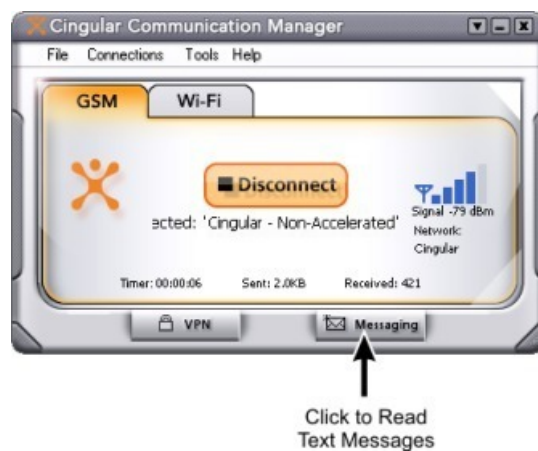 Cingular Communication Manager
File Connections Tools Help
GSM Wi-Fi
Disconnect
ected: 'Cingular - Non-Accelerated'
Signal -79 dBm
Network:
Cingular
Timer: 00:00:06 Sent: 2.0KB Received: 421
VPN Messaging
Click to Read
Text Messages